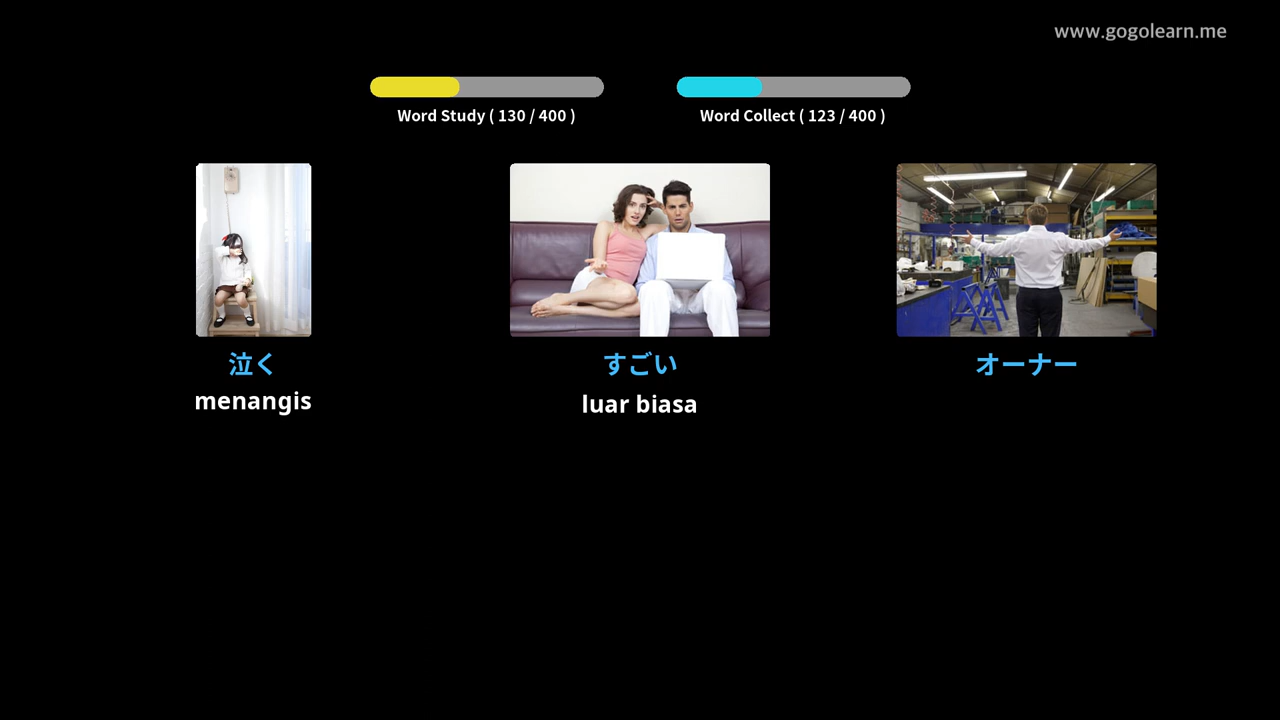 www.gogolearn.me
Word Study ( 130 / 400 )
Word Collect ( 123 / 400 )
泣く
すごい
オーナー
menangis
luar biasa